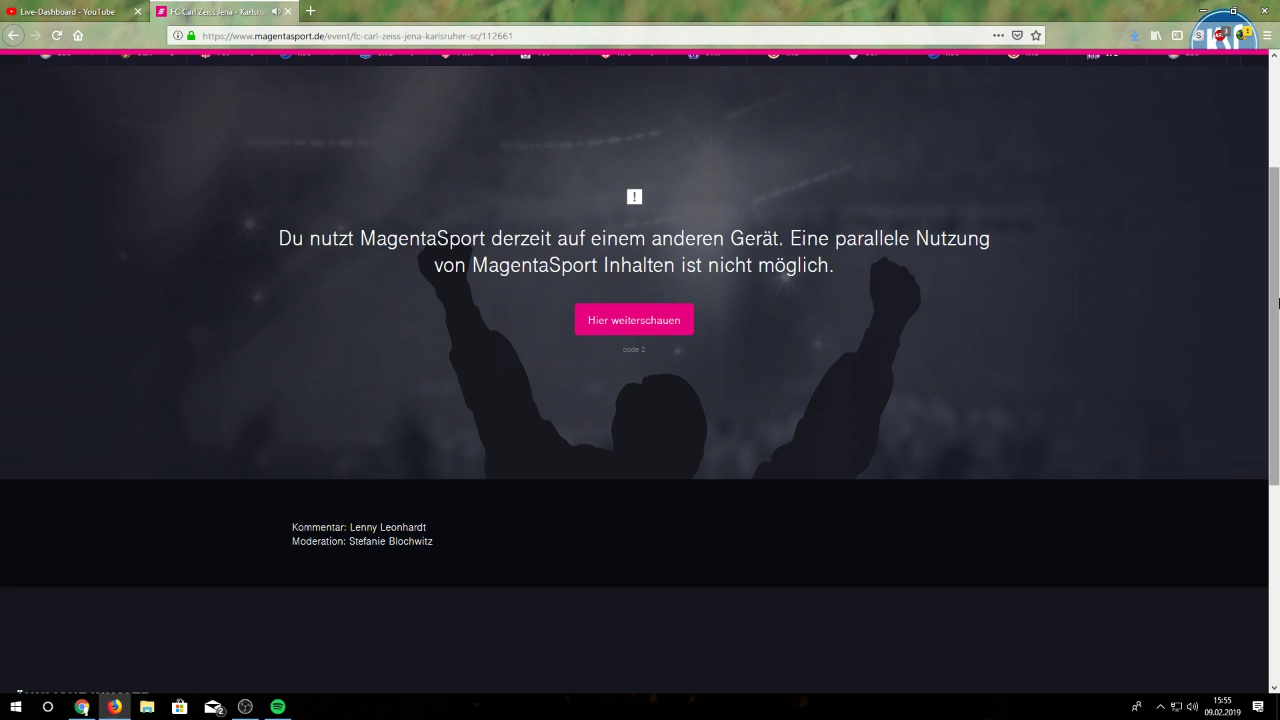 Live-Dashboard - YouTube
FC Carl Zeiss Jena - Karlsruh
https://www.magentasport.de/event/fc-carl-zeiss-jena-karlsruher-sc/112661
!
Du nutzt MagentaSport derzeit auf einem anderen Gerät. Eine parallele Nutzung
von MagentaSport Inhalten ist nicht möglich.
Hier weiterschauen
code 2
Kommentar: Lenny Leonhardt
Moderation: Stefanie Blochwitz
2
15:55
09.02.2019